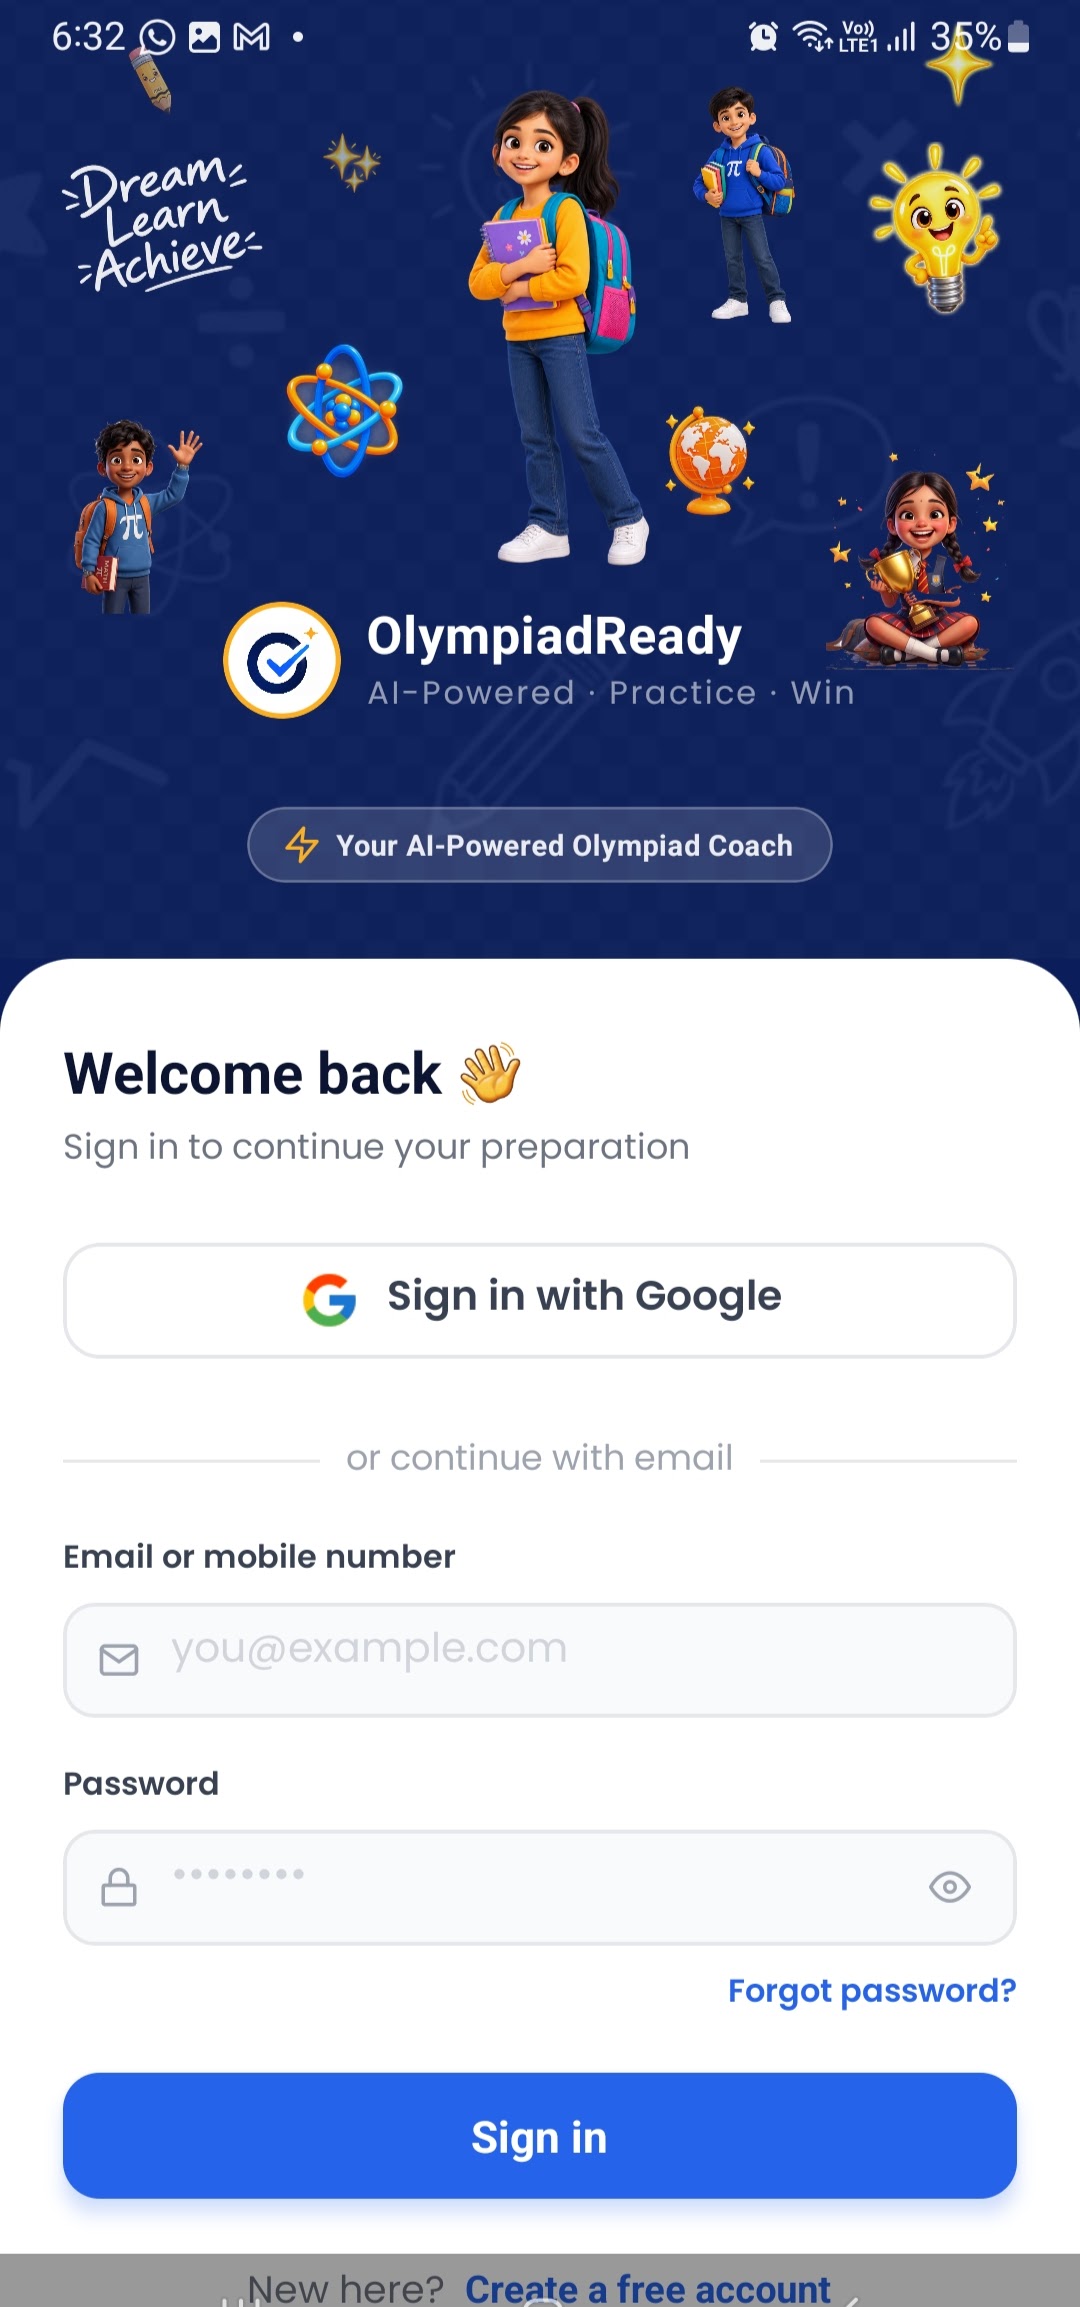 6:32
Vo)) LTE1 35%
Dream
Learn
Achieve
π
π
OlympiadReady
AI-Powered · Practice · Win
Your AI-Powered Olympiad Coach
Welcome back 👋
Sign in to continue your preparation
Sign in with Google
or continue with email
Email or mobile number
you@example.com
Password
••••••••
Forgot password?
Sign in
New here? Create a free account